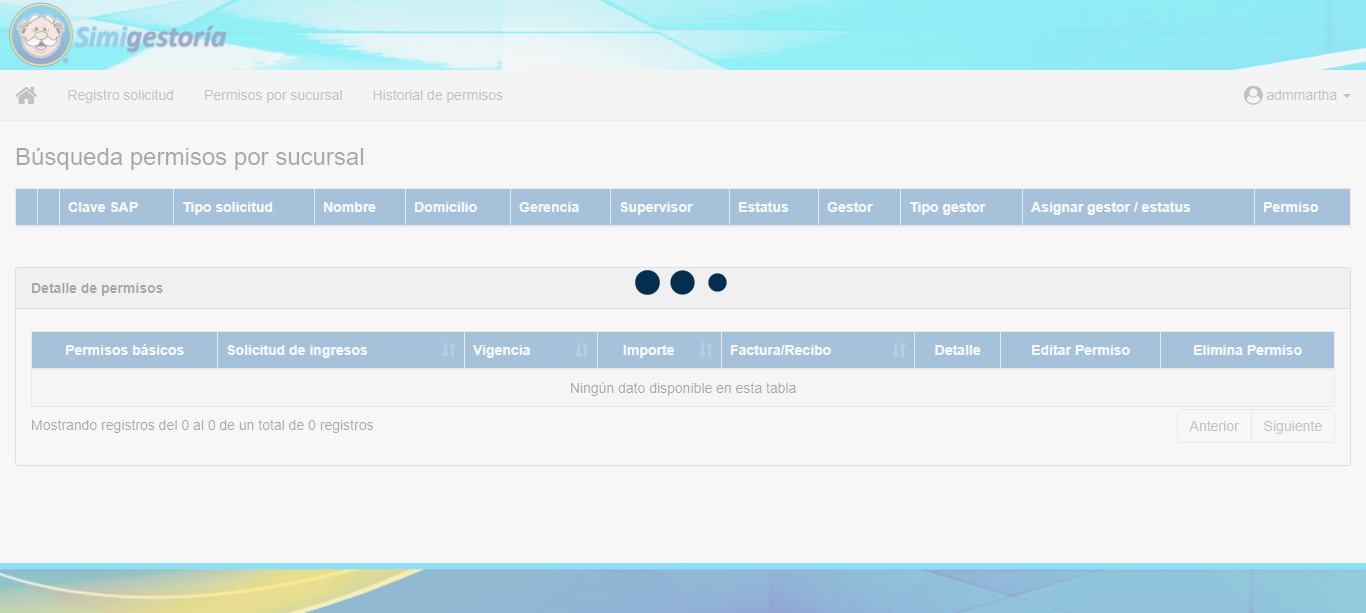 Simigestoría
Registro solicitud Permisos por sucursal Historial de permisos admmartha
Búsqueda permisos por sucursal
Clave SAP Tipo solicitud Nombre Domicilio Gerencia Supervisor Estatus Gestor Tipo gestor Asignar gestor / estatus Permiso
Detalle de permisos
Permisos básicos Solicitud de ingresos Vigencia Importe Factura/Recibo Detalle Editar Permiso Elimina Permiso
Ningún dato disponible en esta tabla
Mostrando registros del 0 al 0 de un total de 0 registros Anterior Siguiente